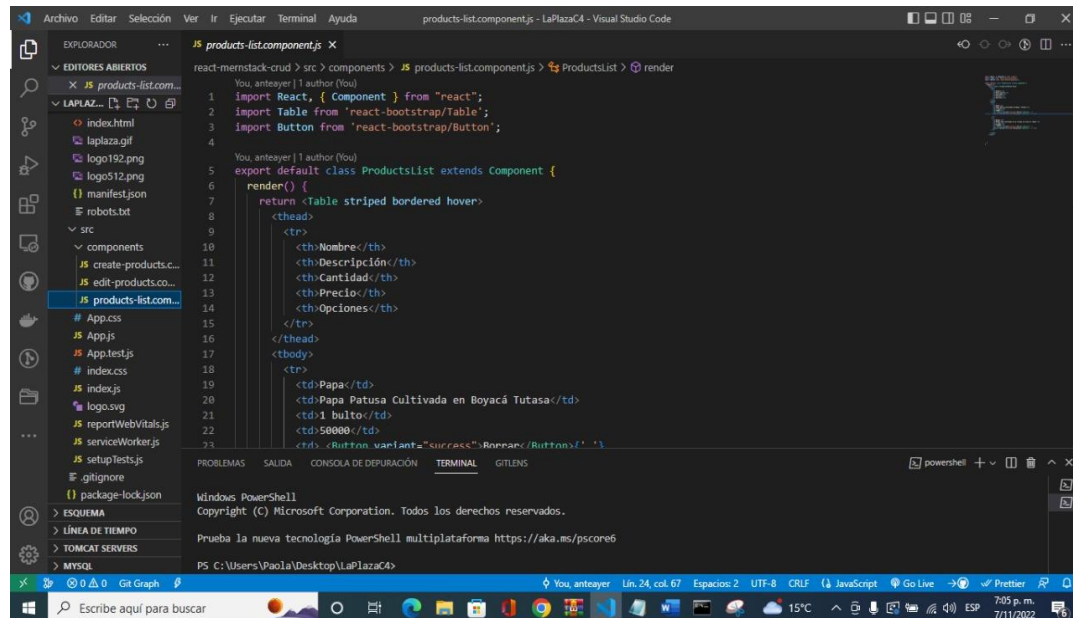 Archivo Editar Selección Ver Ir Ejecutar Terminal Ayuda products-list.component.js - LaPlazaC4 - Visual Studio Code
EXPLORADOR ...
EDITORES ABIERTOS
JS products-list.com...
LAPLAZ...
index.html
laplaza.gif
logo192.png
logo512.png
{} manifest.json
robots.txt
src
components
JS create-products.c...
JS edit-products.co...
JS products-list.com...
# App.css
JS App.js
JS App.test.js
# index.css
JS index.js
logo.svg
JS reportWebVitals.js
JS serviceWorker.js
JS setupTests.js
.gitignore
{} package-lock.json
> ESQUEMA
> LÍNEA DE TIEMPO
> TOMCAT SERVERS
> MYSQL
JS products-list.component.js
react-mernstack-crud > src > components > JS products-list.component.js > ProductsList > render
You, anteayer | 1 author (You)
1 import React, { Component } from "react";
2 import Table from 'react-bootstrap/Table';
3 import Button from 'react-bootstrap/Button';
4
You, anteayer | 1 author (You)
5 export default class ProductsList extends Component {
6 render() {
7 return <Table striped bordered hover>
8 <thead>
9 <tr>
10 <th>Nombre</th>
11 <th>Descripción</th>
12 <th>Cantidad</th>
13 <th>Precio</th>
14 <th>Opciones</th>
15 </tr>
16 </thead>
17 <tbody>
18 <tr>
19 <td>Papa</td>
20 <td>Papa Patusa Cultivada en Boyacá Tutasa</td>
21 <td>1 bulto</td>
22 <td>50000</td>
23 <td> <Button variant="success">Borrar</Button>{' '}
PROBLEMAS SALIDA CONSOLA DE DEPURACIÓN TERMINAL GITLENS powershell
Windows PowerShell
Copyright (C) Microsoft Corporation. Todos los derechos reservados.
Prueba la nueva tecnología PowerShell multiplataforma https://aka.ms/pscore6
PS C:\Users\Paola\Desktop\LaPlazaC4>
0 0 Git Graph You, anteayer Lín. 24, col. 67 Espacios: 2 UTF-8 CRLF JavaScript Go Live Prettier
Escribe aquí para buscar 15°C ESP 7:05 p. m.
7/11/2022